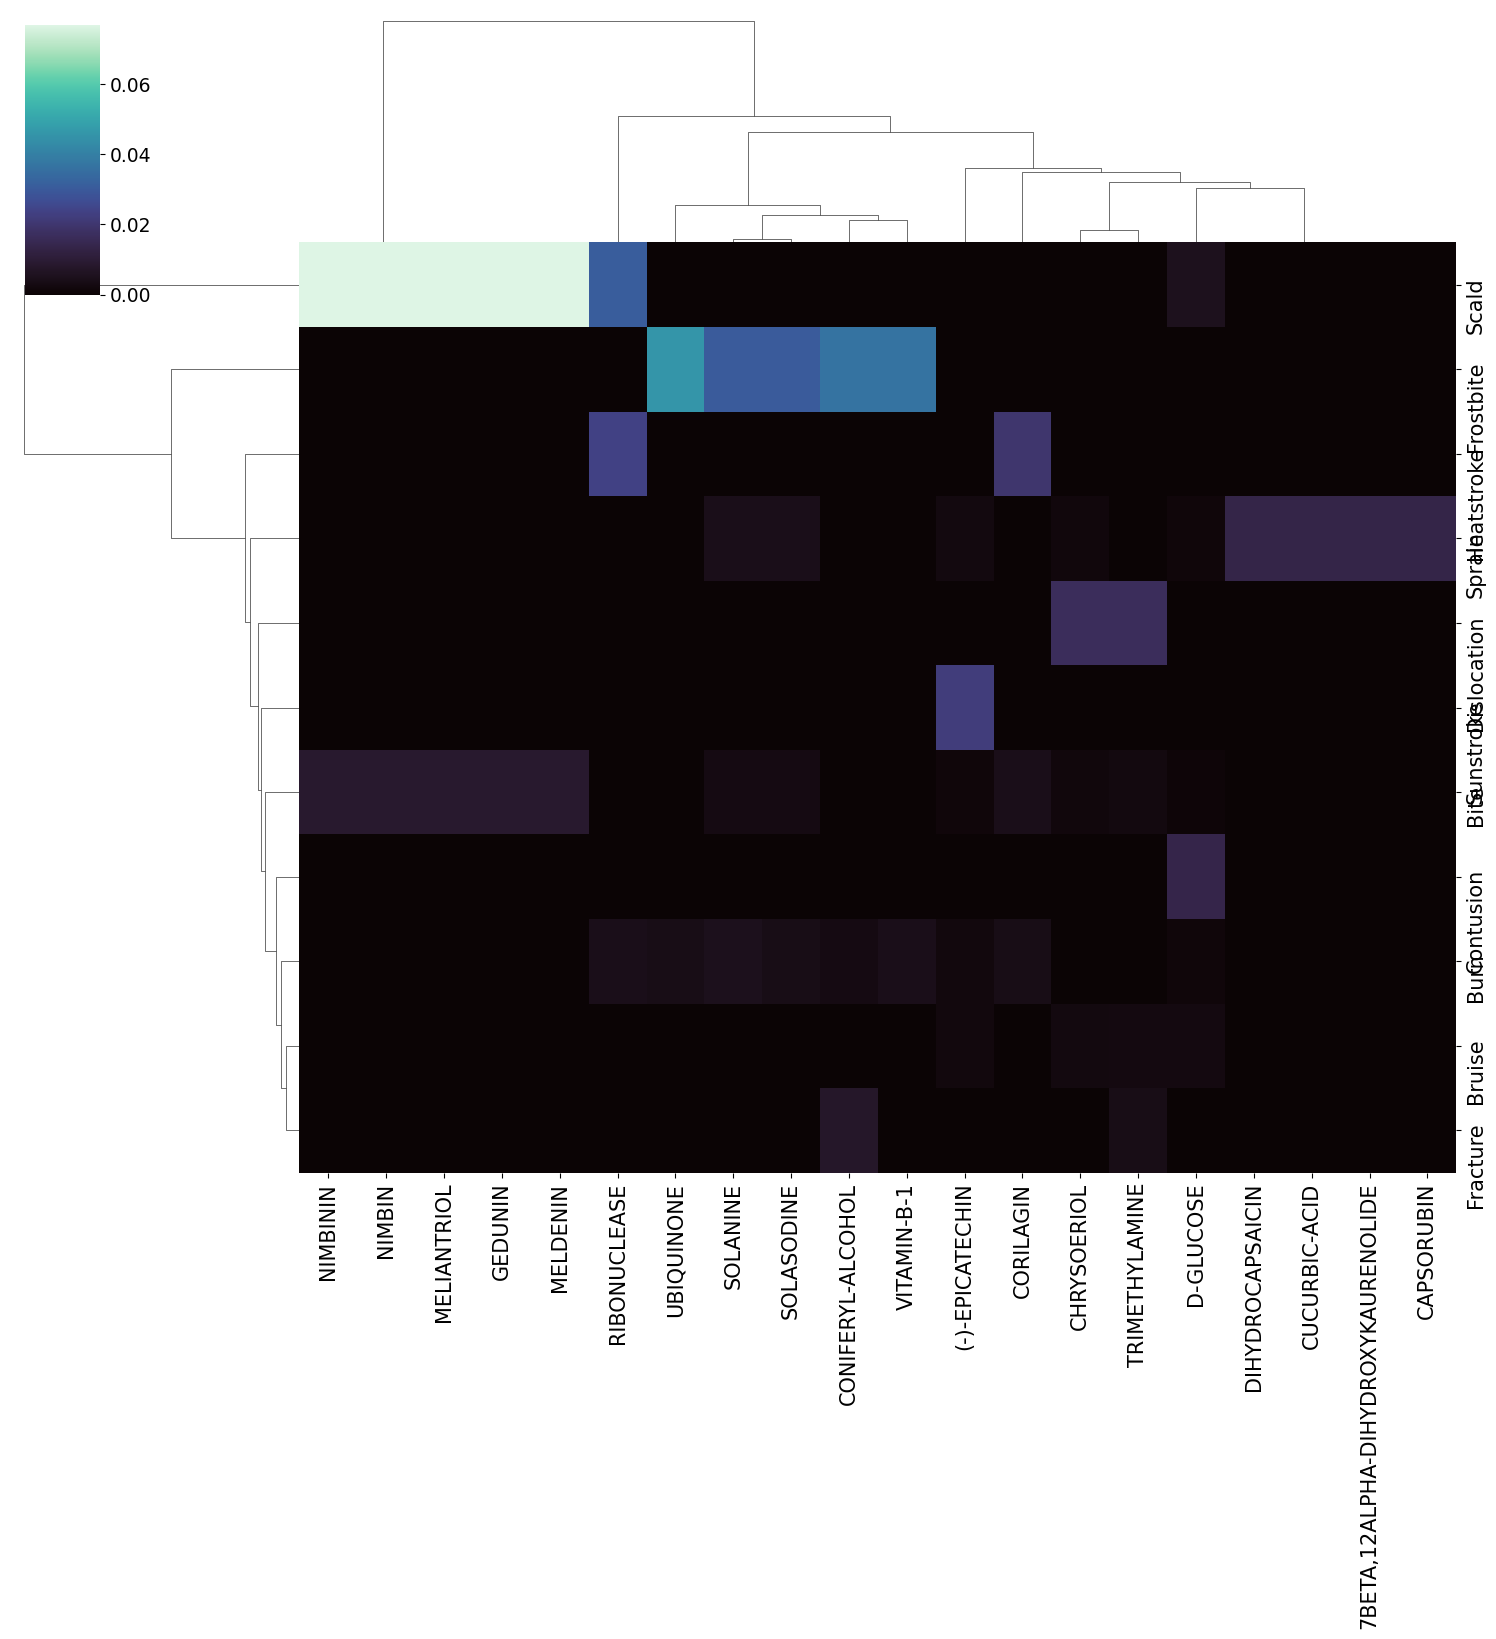 0.06
0.04
0.02
0.00
Scald
Frostbite
Heatstroke
Sprain
Dislocation
Sunstroke
Bite
Contusion
Burn
Bruise
Fracture
NIMBININ
NIMBIN
MELIANTRIOL
GEDUNIN
MELDENIN
RIBONUCLEASE
UBIQUINONE
SOLANINE
SOLASODINE
CONIFERYL-ALCOHOL
VITAMIN-B-1
(-)-EPICATECHIN
CORILAGIN
CHRYSOERIOL
TRIMETHYLAMINE
D-GLUCOSE
DIHYDROCAPSAICIN
CUCURBIC-ACID
7BETA,12ALPHA-DIHYDROXYKAURENOLIDE
CAPSORUBIN